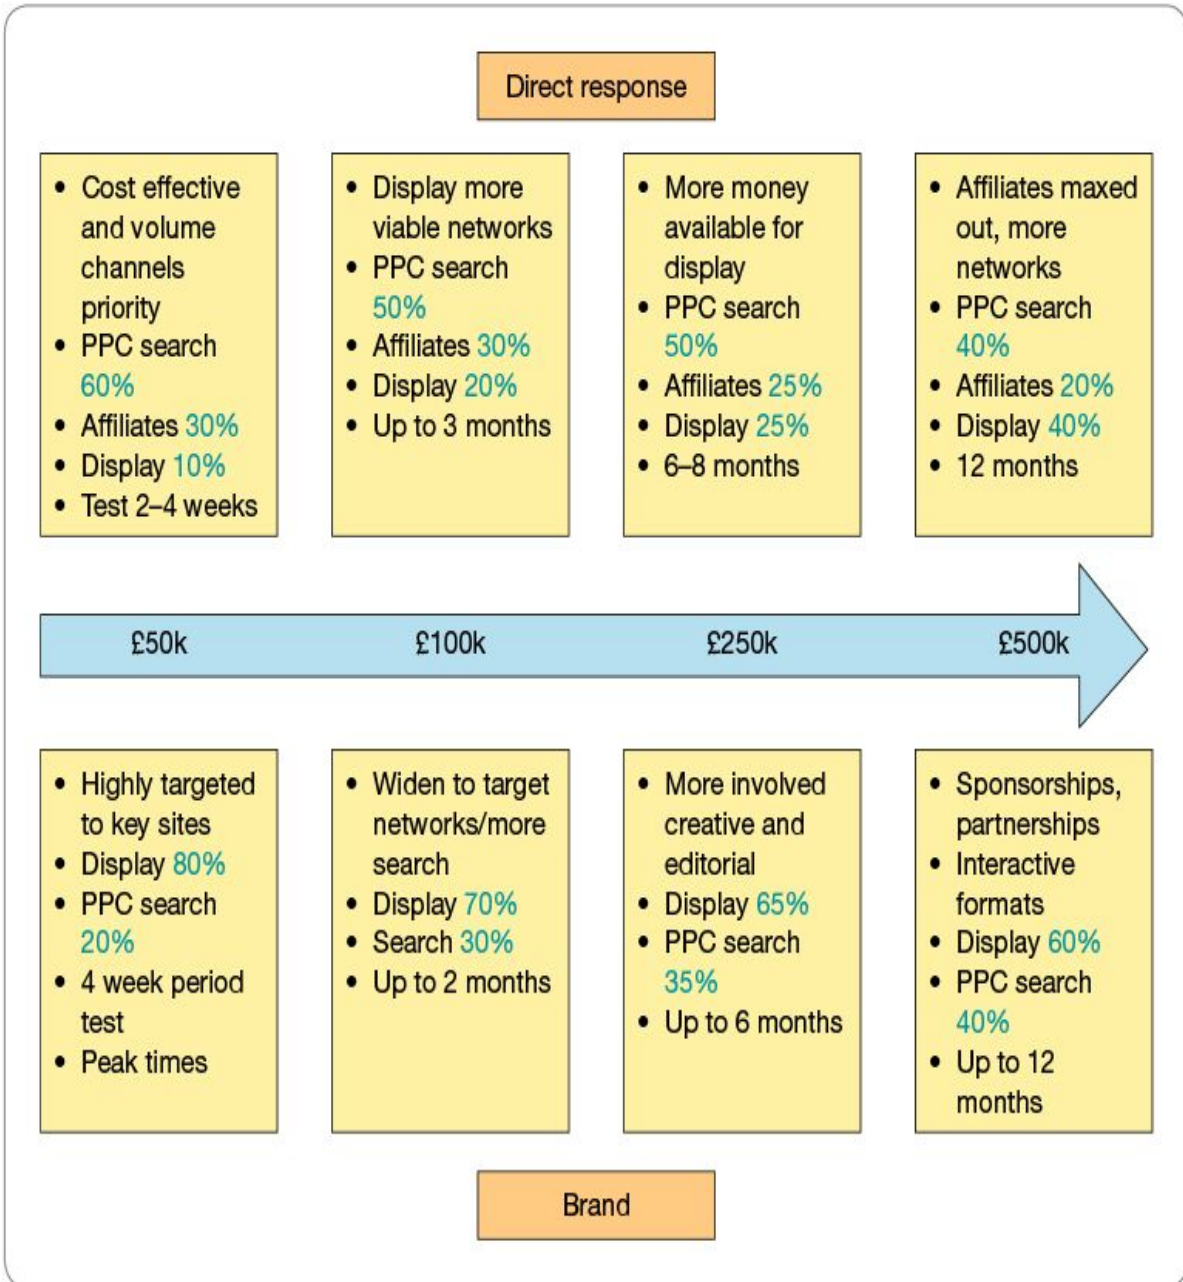 Direct response
• Cost effective
and volume
channels
priority
• PPC search
60%
• Affiliates 30%
• Display 10%
• Test 2–4 weeks
• Display more
viable networks
• PPC search
50%
• Affiliates 30%
• Display 20%
• Up to 3 months
• More money
available for
display
• PPC search
50%
• Affiliates 25%
• Display 25%
• 6–8 months
• Affiliates maxed
out, more
networks
• PPC search
40%
• Affiliates 20%
• Display 40%
• 12 months
£50k
£100k
£250k
£500k
• Highly targeted
to key sites
• Display 80%
• PPC search
20%
• 4 week period
test
• Peak times
• Widen to target
networks/more
search
• Display 70%
• Search 30%
• Up to 2 months
• More involved
creative and
editorial
• Display 65%
• PPC search
35%
• Up to 6 months
• Sponsorships,
partnerships
• Interactive
formats
• Display 60%
• PPC search
40%
• Up to 12
months
Brand